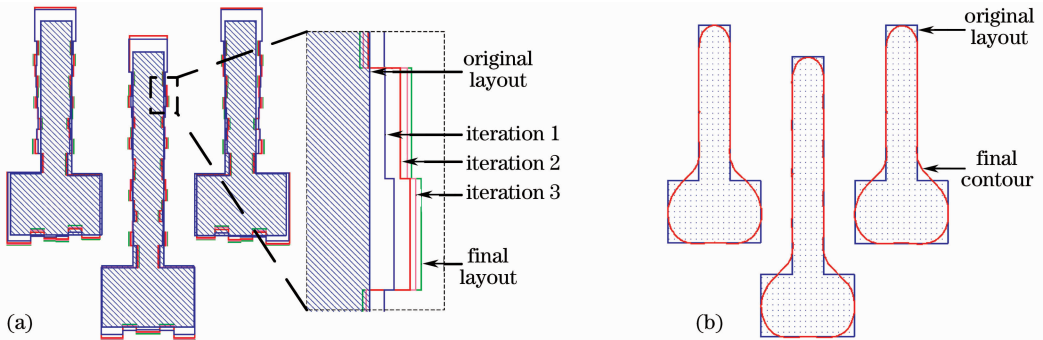 original
layout
iteration 1
iteration 2
iteration 3
final
layout
(a)
original
layout
final
contour
(b)